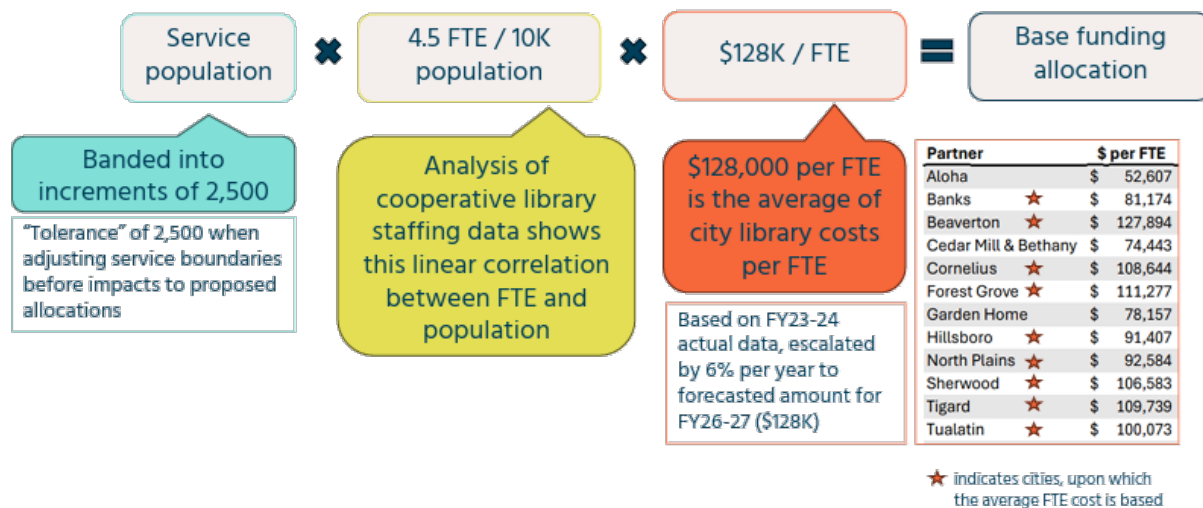 Service
population
✖
4.5 FTE / 10K
population
✖
$128K / FTE
=
Base funding
allocation
Banded into
increments of 2,500
"Tolerance" of 2,500 when
adjusting service boundaries
before impacts to proposed
allocations
Analysis of
cooperative library
staffing data shows
this linear correlation
between FTE and
population
$128,000 per FTE
is the average of
city library costs
per FTE
Based on FY23-24
actual data, escalated
by 6% per year to
forecasted amount for
FY26-27 ($128K)
Partner $ per FTE
Aloha $ 52,607
Banks ★ $ 81,174
Beaverton ★ $ 127,894
Cedar Mill & Bethany $ 74,443
Cornelius ★ $ 108,644
Forest Grove ★ $ 111,277
Garden Home $ 78,157
Hillsboro ★ $ 91,407
North Plains ★ $ 92,584
Sherwood ★ $ 106,583
Tigard ★ $ 109,739
Tualatin ★ $ 100,073
★ indicates cities, upon which
the average FTE cost is based